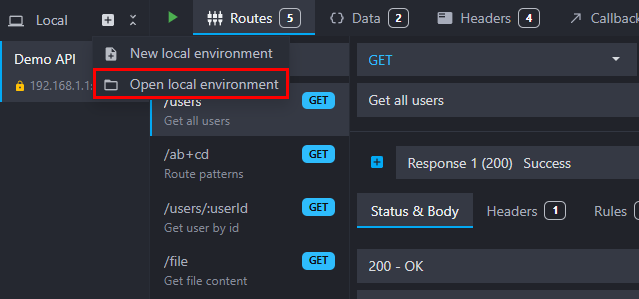 Local
Routes 5
Data 2
Headers 4
Callback
New local environment
Open local environment
Demo API
192.168.1.1
/users GET
Get all users
/ab+cd GET
Route patterns
/users/:userId GET
Get user by id
/file GET
Get file content
GET
Get all users
Response 1 (200) Success
Status & Body
Headers 1
Rules
200 - OK